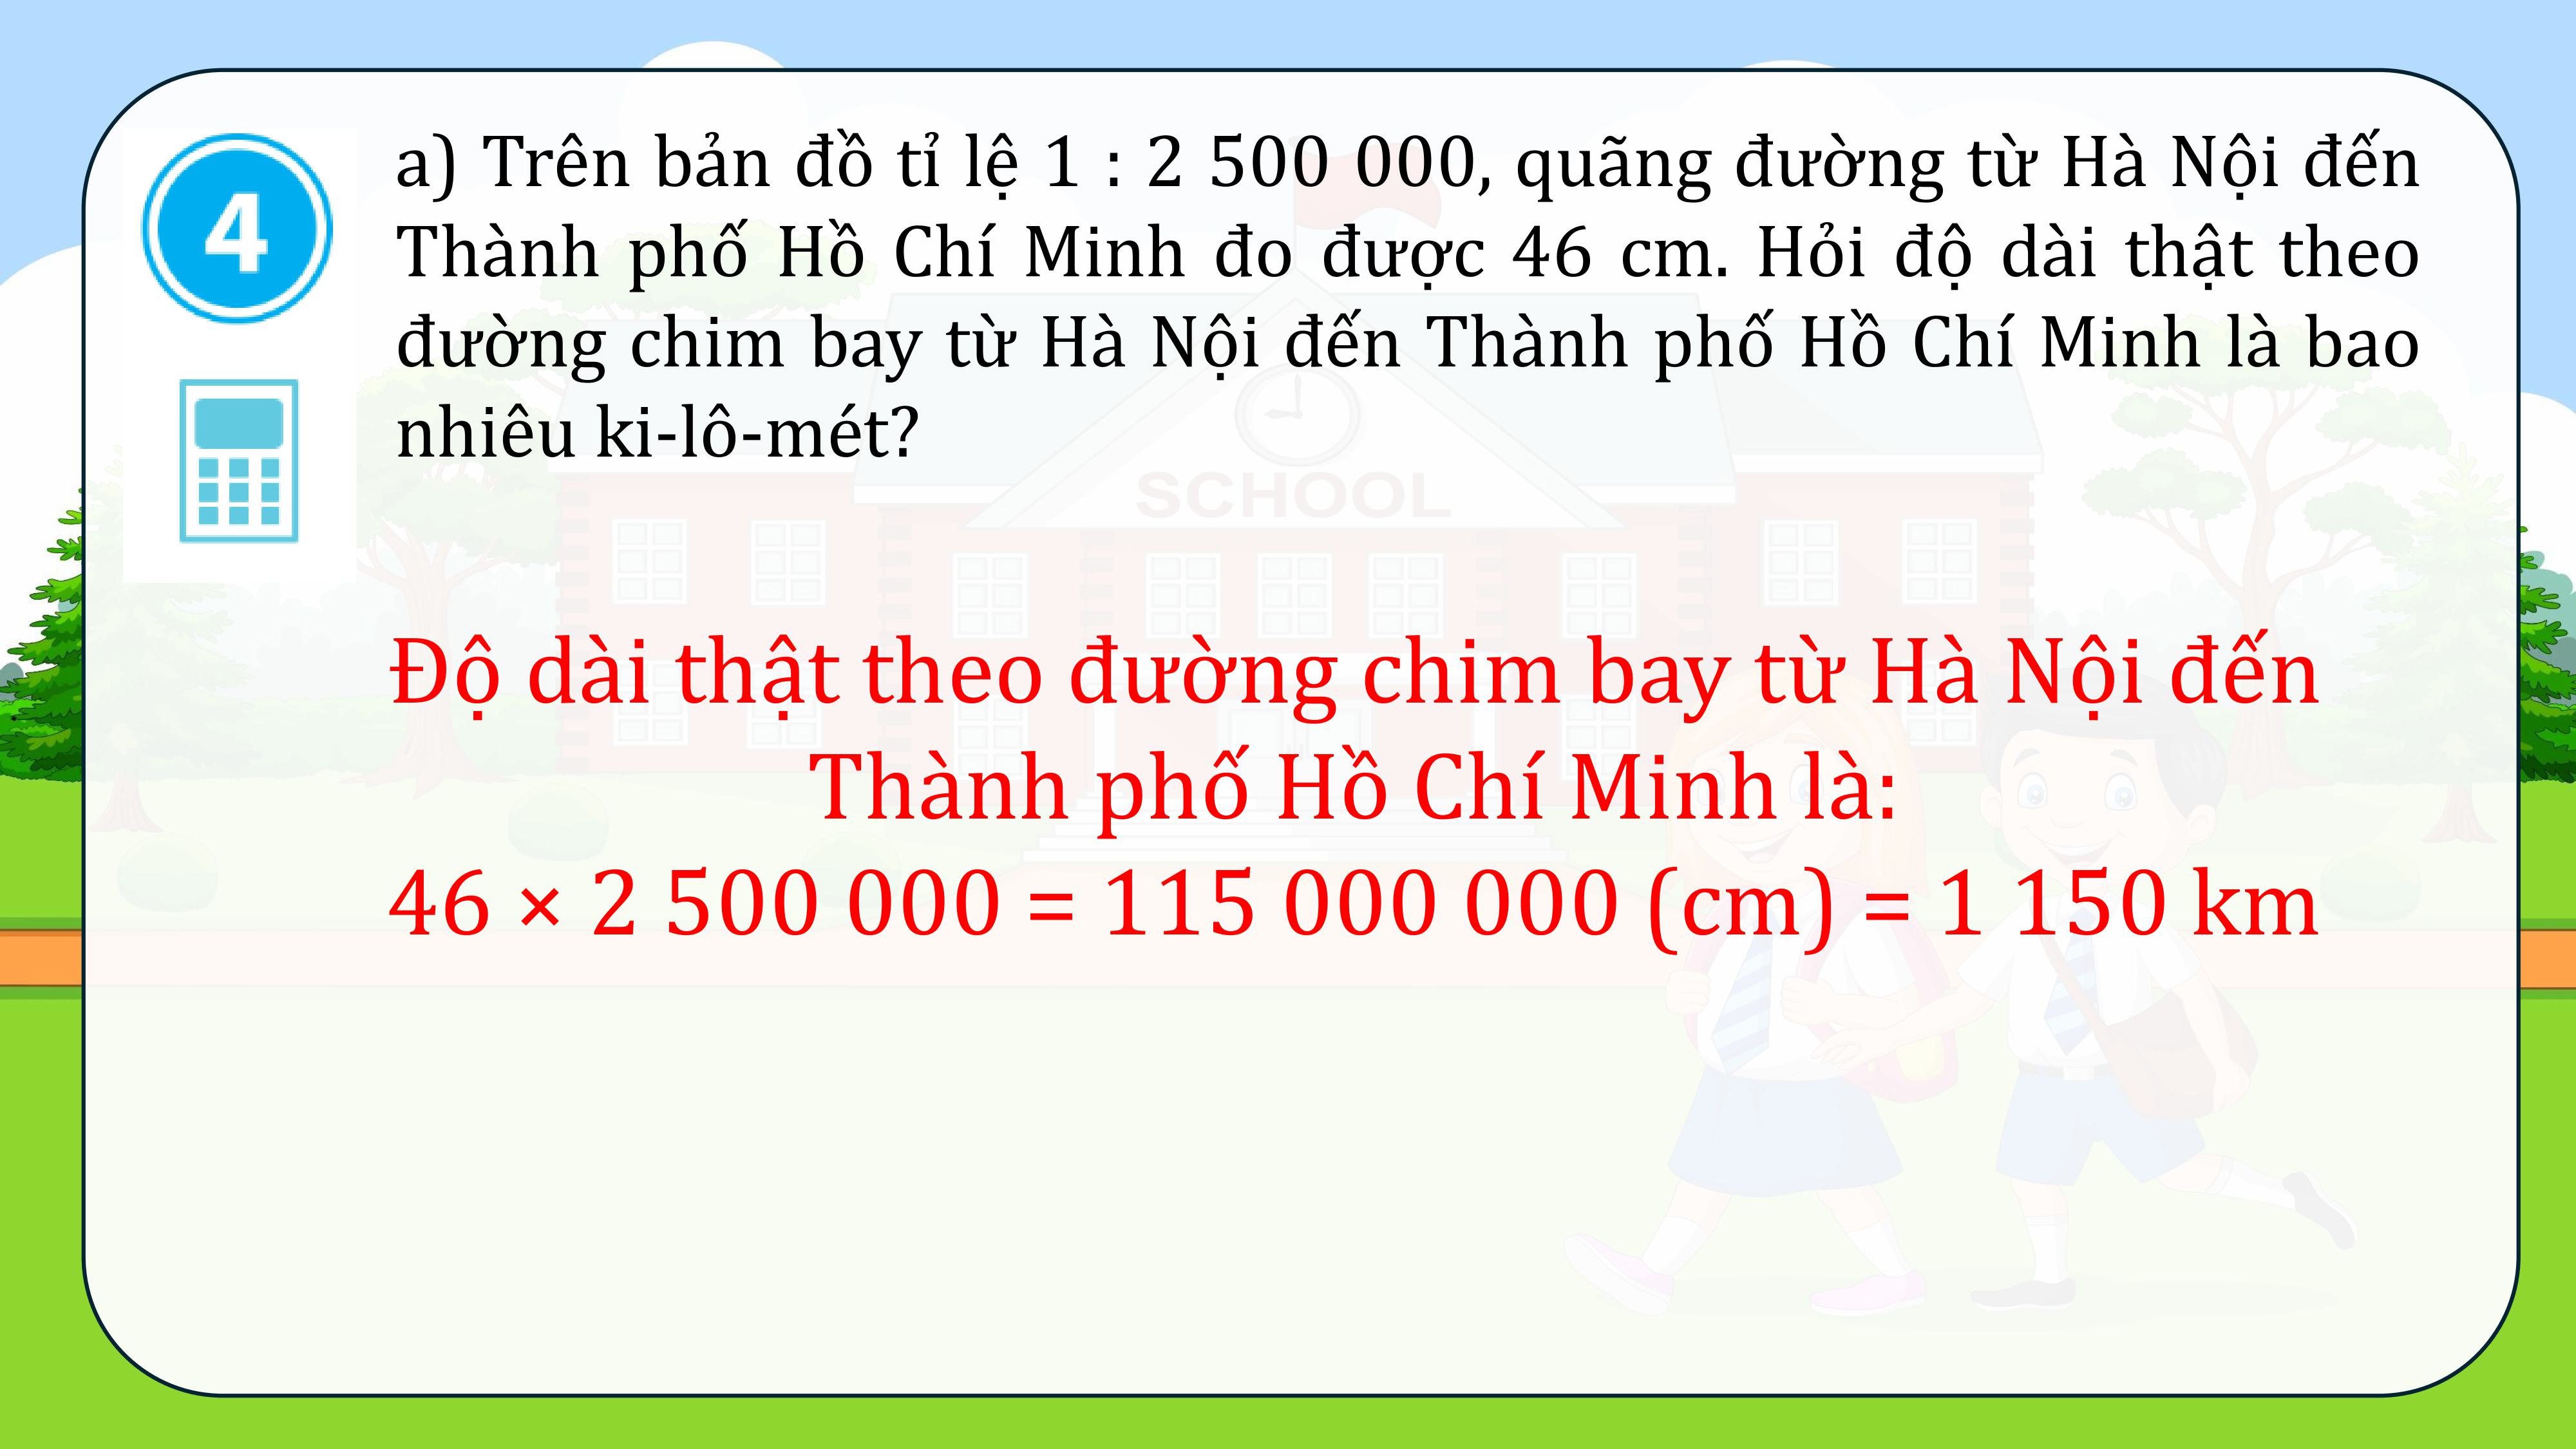 4
a) Trên bản đồ tỉ lệ 1 : 2 500 000, quãng đường từ Hà Nội đến
Thành phố Hồ Chí Minh đo được 46 cm. Hỏi độ dài thật theo
đường chim bay từ Hà Nội đến Thành phố Hồ Chí Minh là bao
nhiêu ki-lô-mét?
SCHOOL
Độ dài thật theo đường chim bay từ Hà Nội đến
Thành phố Hồ Chí Minh là:
46 × 2 500 000 = 115 000 000 (cm) = 1 150 km